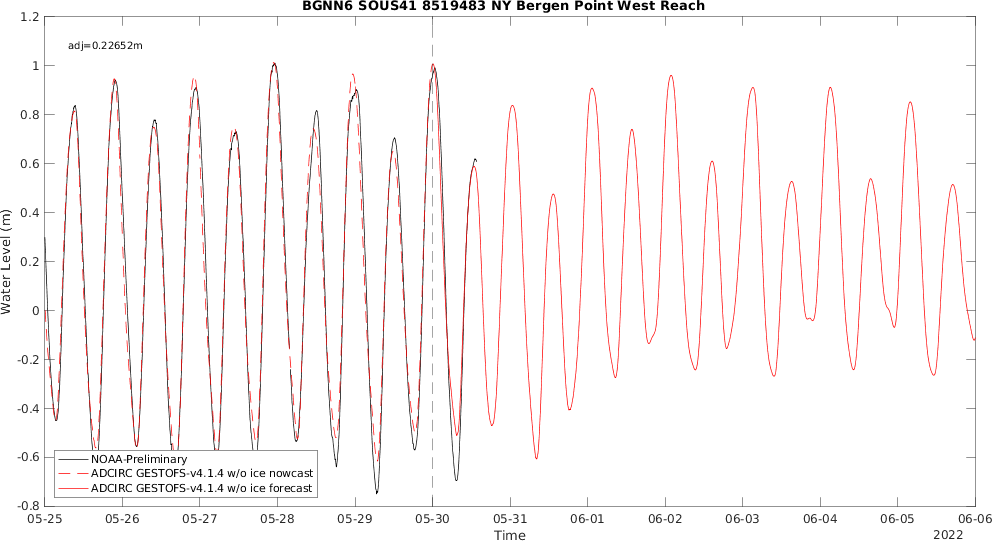 BGNN6 SOUS41 8519483 NY Bergen Point West Reach
1.2
adj=0.22652m
1
0.8
0.6
0.4
0.2
0
-0.2
-0.4
-0.6
-0.8
Water Level (m)
NOAA-Preliminary
ADCIRC GESTOFS-v4.1.4 w/o ice nowcast
ADCIRC GESTOFS-v4.1.4 w/o ice forecast
05-25 05-26 05-27 05-28 05-29 05-30 05-31 06-01 06-02 06-03 06-04 06-05 06-06
Time
2022